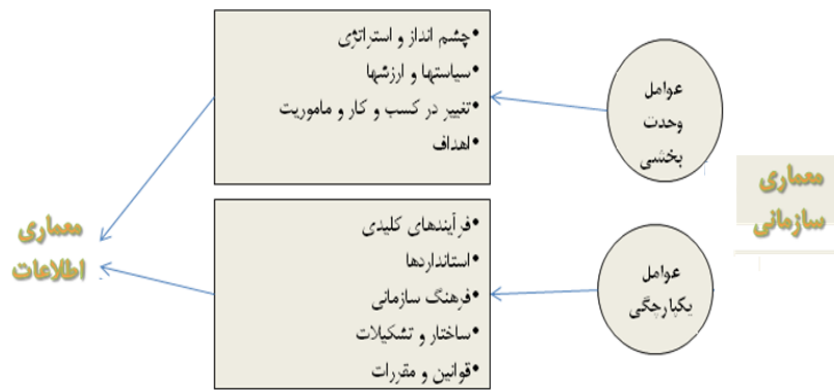 معماری
سازمانی
عوامل
وحدت
بخشی
•چشم انداز و استراتژی
•سیاستها و ارزشها
•تغییر در کسب و کار و ماموریت
•اهداف
عوامل
یکپارچگی
•فرآیندهای کلیدی
•استانداردها
•فرهنگ سازمانی
•ساختار و تشکیلات
•قوانین و مقررات
معماری
اطلاعات